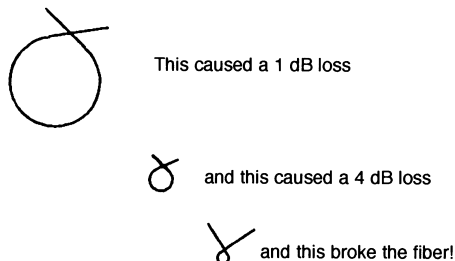 This caused a 1 dB loss
and this caused a 4 dB loss
and this broke the fiber!